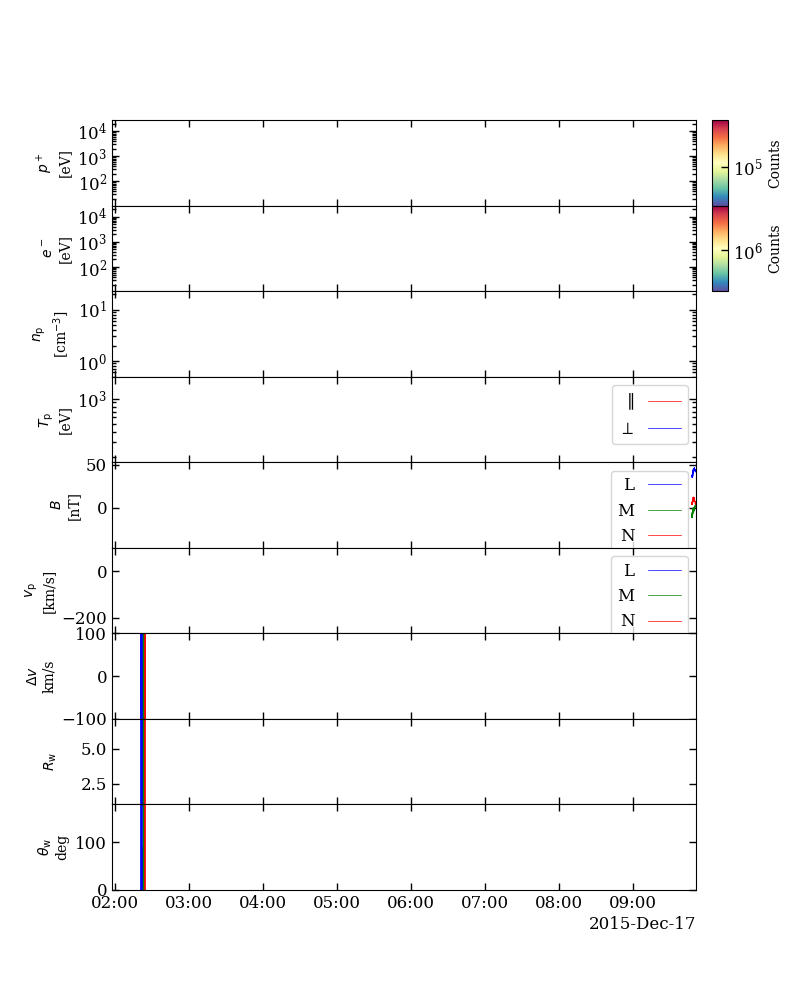 p⁺ [eV] 10⁴ 10³ 10² 10⁵ Counts
e⁻ [eV] 10⁴ 10³ 10² 10⁶ Counts
nₚ [cm⁻³] 10¹ 10⁰
Tₚ [eV] 10³ ∥ ⊥
B [nT] 50 0 L M N
vₚ [km/s] 0 −200 L M N
Δv km/s 100 0 −100
R_w 5.0 2.5
θ_w deg 100 0
02:00 03:00 04:00 05:00 06:00 07:00 08:00 09:00
2015-Dec-17